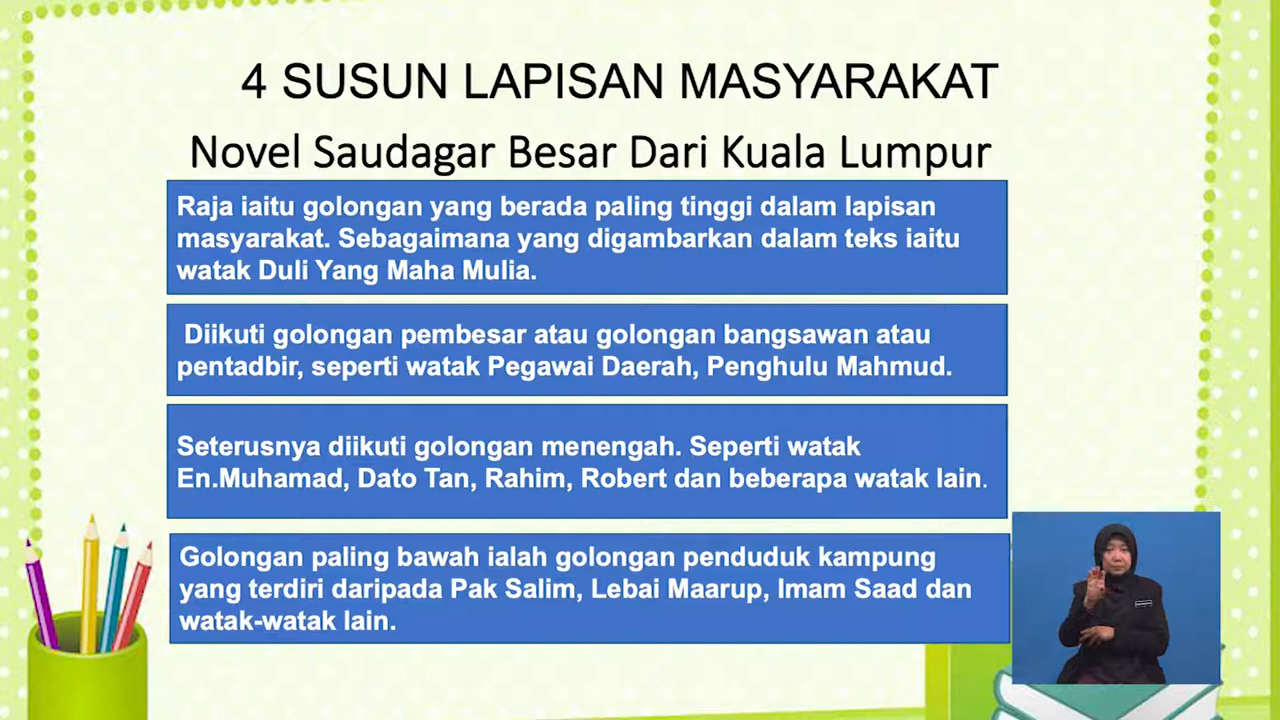 4 SUSUN LAPISAN MASYARAKAT
Novel Saudagar Besar Dari Kuala Lumpur
Raja iaitu golongan yang berada paling tinggi dalam lapisan
masyarakat. Sebagaimana yang digambarkan dalam teks iaitu
watak Duli Yang Maha Mulia.
Diikuti golongan pembesar atau golongan bangsawan atau
pentadbir, seperti watak Pegawai Daerah, Penghulu Mahmud.
Seterusnya diikuti golongan menengah. Seperti watak
En.Muhamad, Dato Tan, Rahim, Robert dan beberapa watak lain.
Golongan paling bawah ialah golongan penduduk kampung
yang terdiri daripada Pak Salim, Lebai Maarup, Imam Saad dan
watak-watak lain.